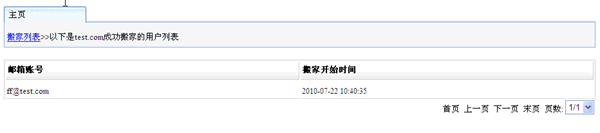 主页
搬家列表>>以下是test.com成功搬家的用户列表
邮箱账号 搬家开始时间
ff@test.com 2010-07-22 10:40:35
首页 上一页 下一页 末页 页数: 1/1